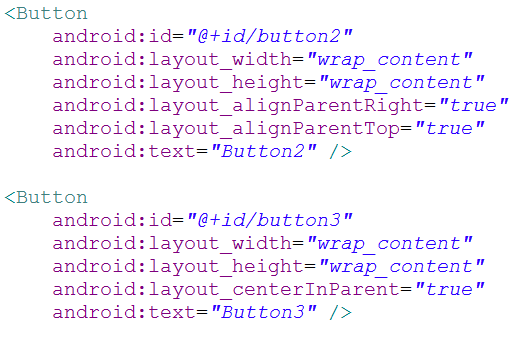 <Button
    android:id="@+id/button2"
    android:layout_width="wrap_content"
    android:layout_height="wrap_content"
    android:layout_alignParentRight="true"
    android:layout_alignParentTop="true"
    android:text="Button2" />

<Button
    android:id="@+id/button3"
    android:layout_width="wrap_content"
    android:layout_height="wrap_content"
    android:layout_centerInParent="true"
    android:text="Button3" />